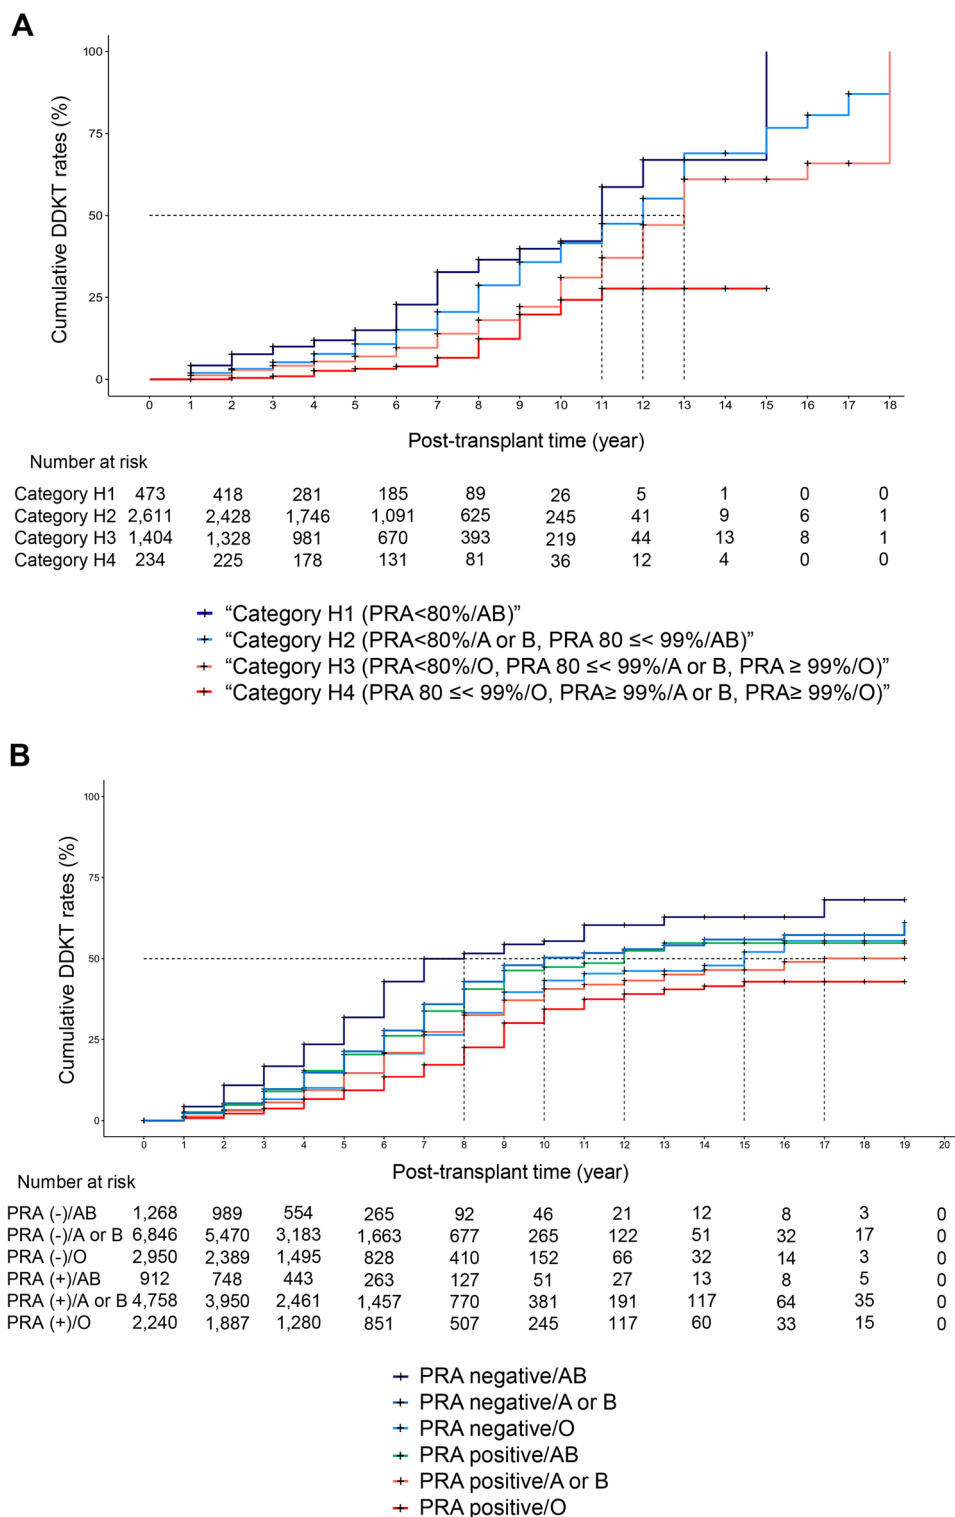 A
Cumulative DDKT rates (%)
100
75
50
25
0
0 1 2 3 4 5 6 7 8 9 10 11 12 13 14 15 16 17 18
Post-transplant time (year)
Number at risk
Category H1 473 418 281 185 89 26 5 1 0 0
Category H2 2,611 2,428 1,746 1,091 625 245 41 9 6 1
Category H3 1,404 1,328 981 670 393 219 44 13 8 1
Category H4 234 225 178 131 81 36 12 4 0 0
“Category H1 (PRA<80%/AB)”
“Category H2 (PRA<80%/A or B, PRA 80 ≤< 99%/AB)”
“Category H3 (PRA<80%/O, PRA 80 ≤< 99%/A or B, PRA ≥ 99%/O)”
“Category H4 (PRA 80 ≤< 99%/O, PRA≥ 99%/A or B, PRA≥ 99%/O)”
B
Cumulative DDKT rates (%)
100
75
50
25
0
0 1 2 3 4 5 6 7 8 9 10 11 12 13 14 15 16 17 18 19 20
Post-transplant time (year)
Number at risk
PRA (-)/AB 1,268 989 554 265 92 46 21 12 8 3 0
PRA (-)/A or B 6,846 5,470 3,183 1,663 677 265 122 51 32 17 0
PRA (-)/O 2,950 2,389 1,495 828 410 152 66 32 14 3 0
PRA (+)/AB 912 748 443 263 127 51 27 13 8 5 0
PRA (+)/A or B 4,758 3,950 2,461 1,457 770 381 191 117 64 35 0
PRA (+)/O 2,240 1,887 1,280 851 507 245 117 60 33 15 0
PRA negative/AB
PRA negative/A or B
PRA negative/O
PRA positive/AB
PRA positive/A or B
PRA positive/O